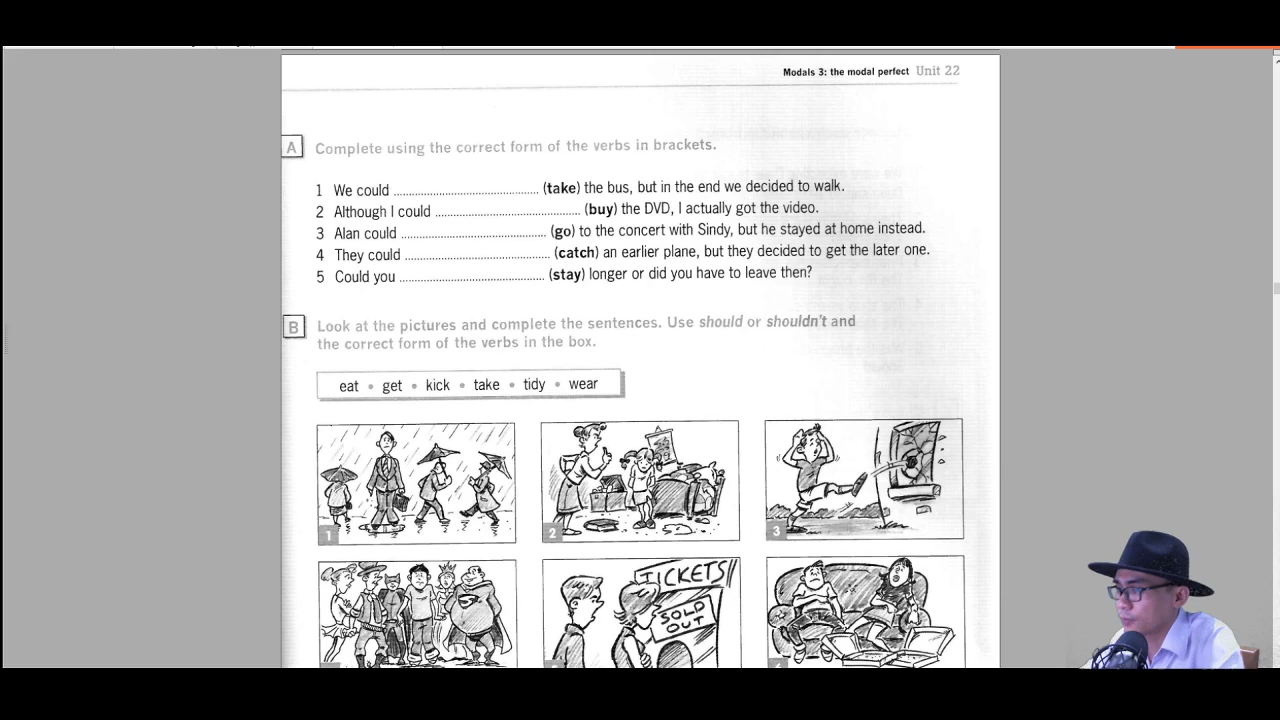 Modals 3: the modal perfect Unit 22
A Complete using the correct form of the verbs in brackets.
1 We could ........................................ (take) the bus, but in the end we decided to walk.
2 Although I could ........................................ (buy) the DVD, I actually got the video.
3 Alan could ........................................ (go) to the concert with Sindy, but he stayed at home instead.
4 They could ........................................ (catch) an earlier plane, but they decided to get the later one.
5 Could you ........................................ (stay) longer or did you have to leave then?
B Look at the pictures and complete the sentences. Use should or shouldn't and
the correct form of the verbs in the box.
eat • get • kick • take • tidy • wear
1
2
3
TICKETS
SOLD
OUT